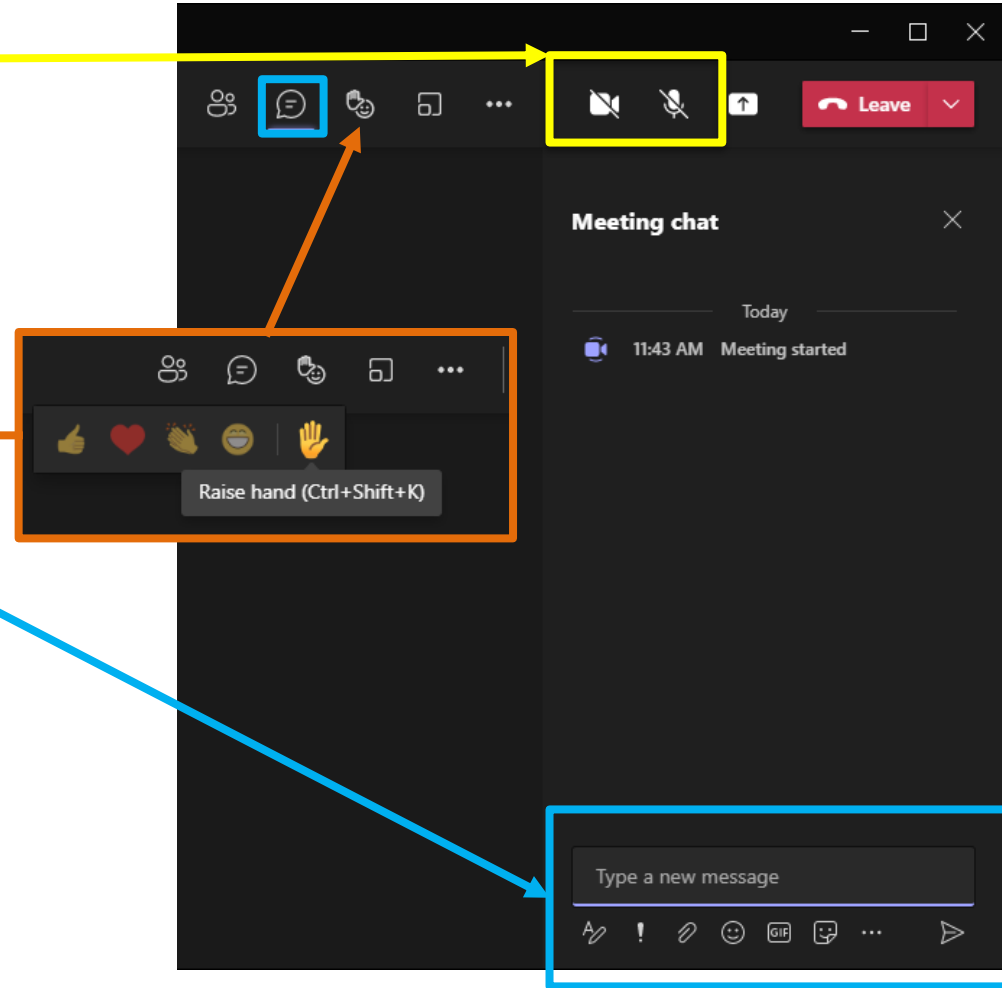 Leave
Meeting chat
Today
11:43 AM Meeting started
Raise hand (Ctrl+Shift+K)
Type a new message
GIF